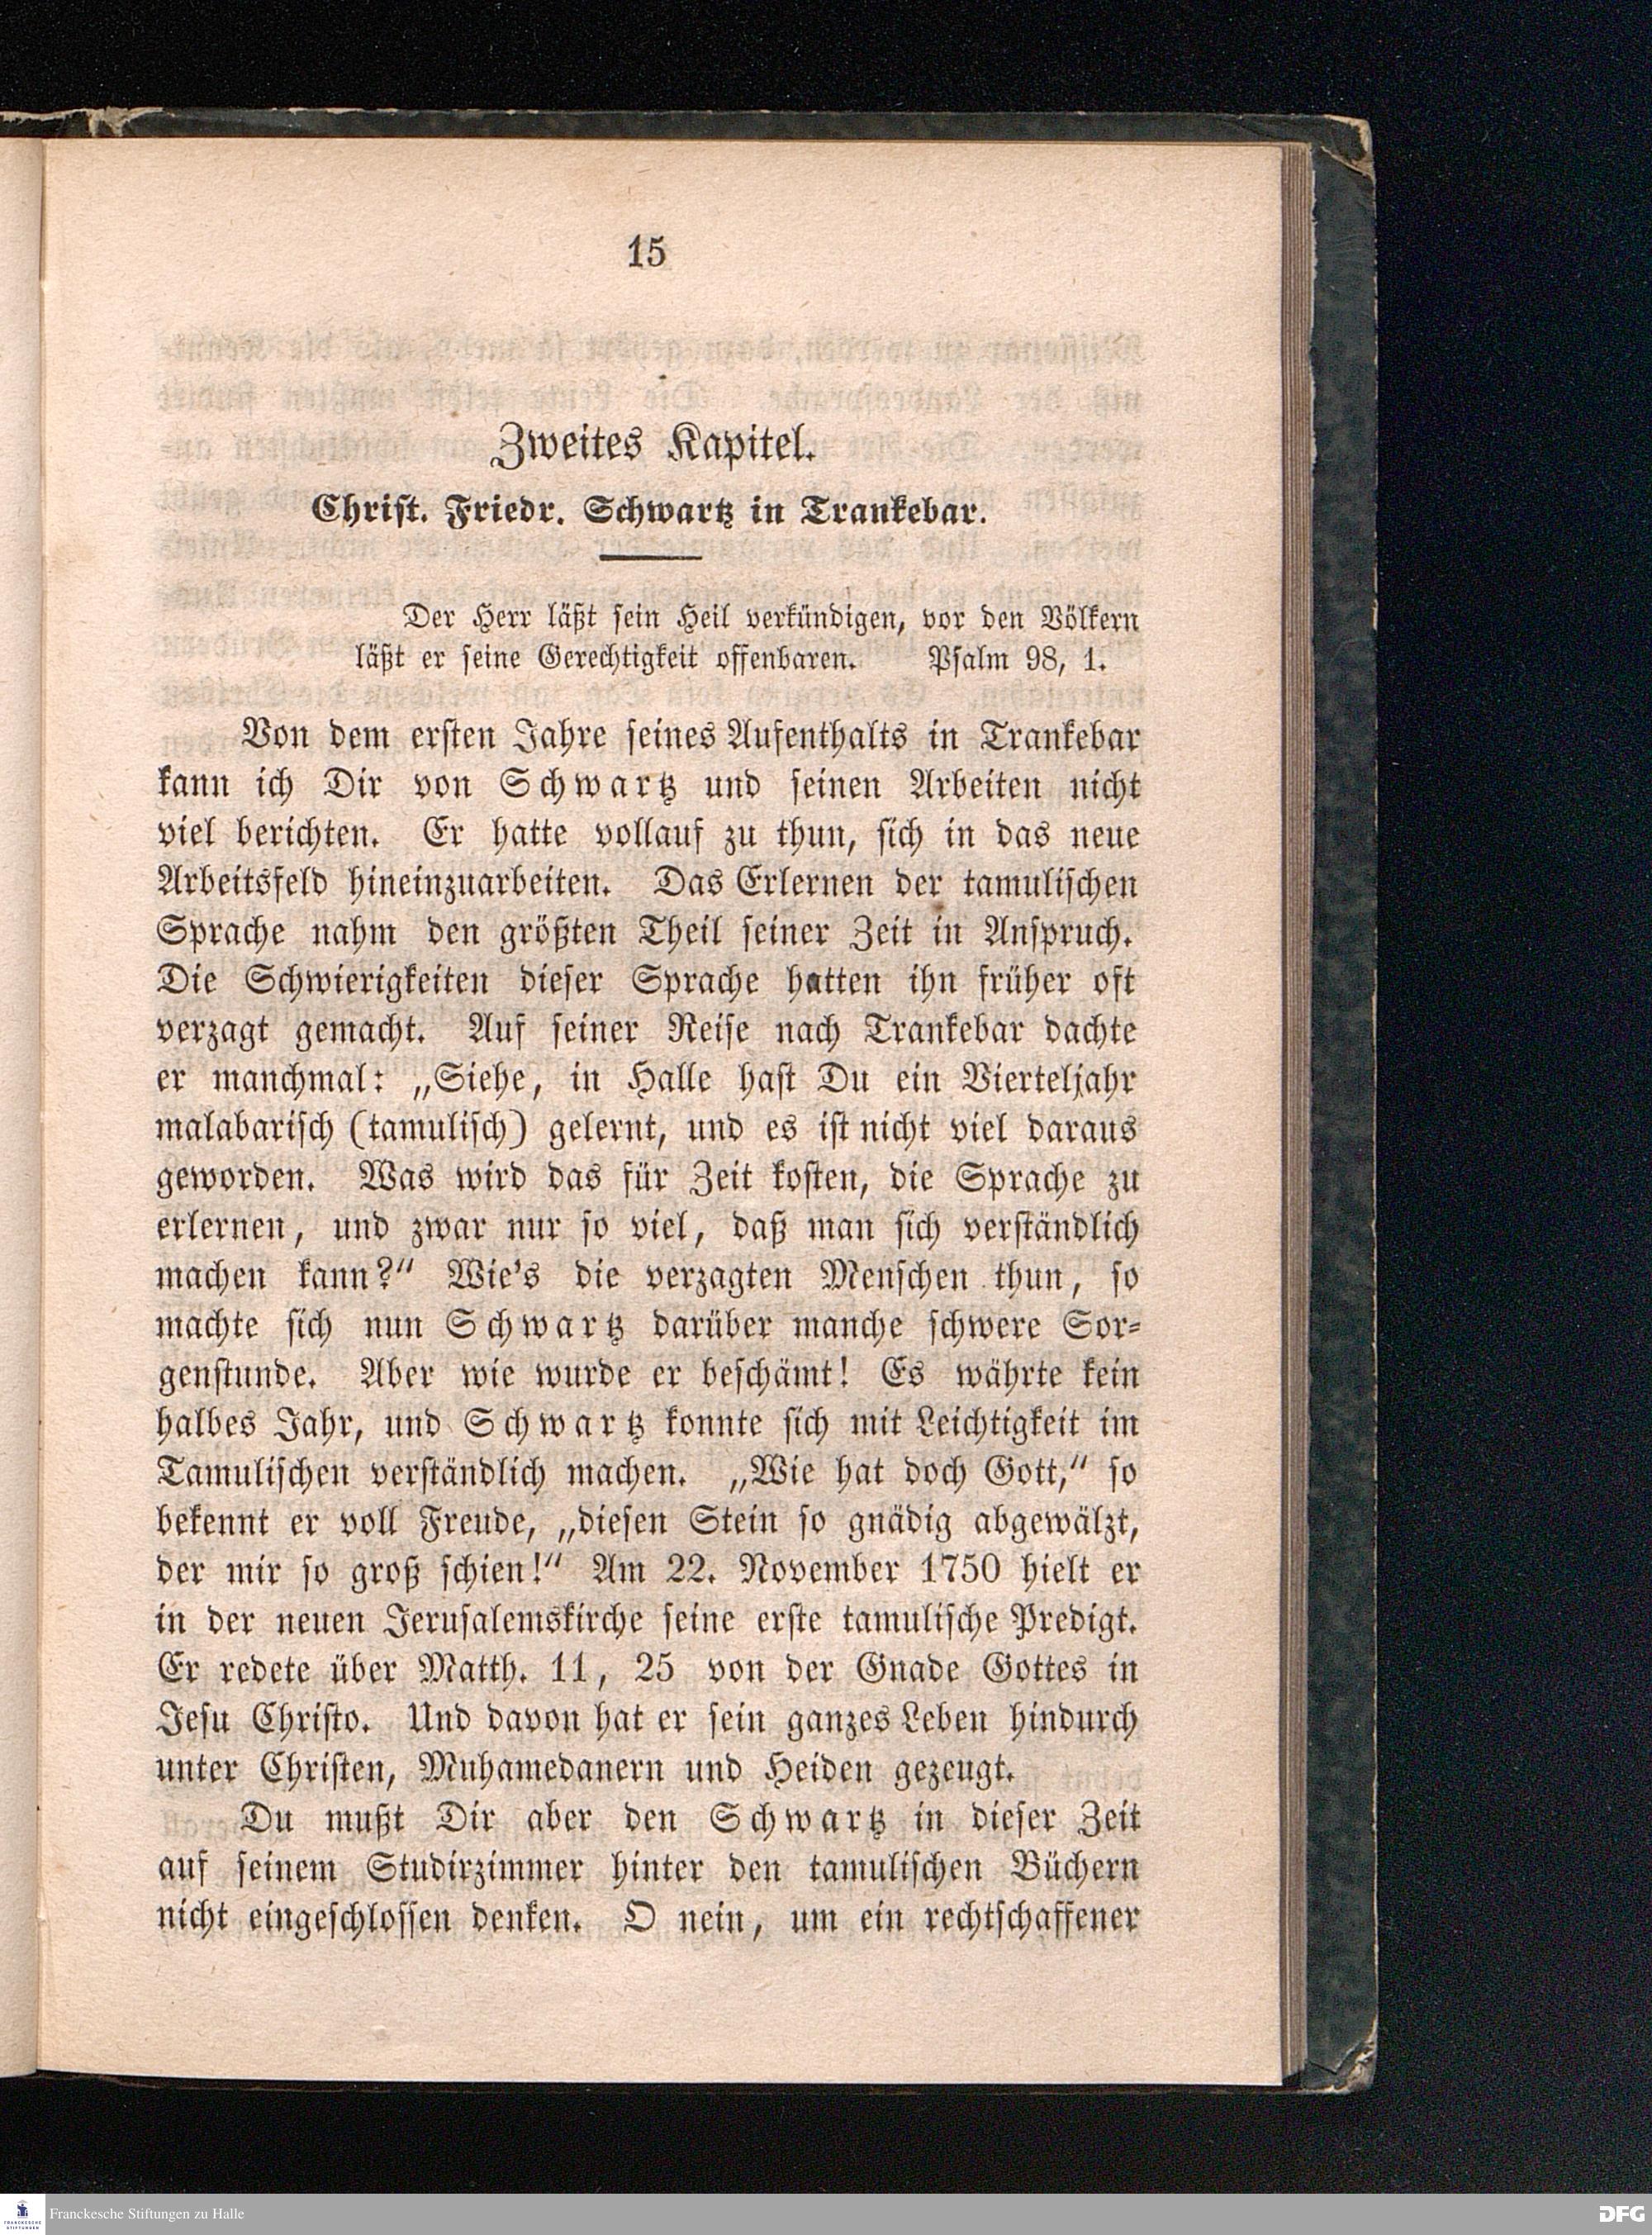 15
Zweites Kapitel.
Christ. Friedr. Schwartz in Trankebar.
Der Herr läßt sein Heil verkündigen, vor den Völkern
läßt er seine Gerechtigkeit offenbaren. Psalm 98, 1.
Von dem ersten Jahre seines Aufenthalts in Trankebar
kann ich Dir von Schwartz und seinen Arbeiten nicht
viel berichten. Er hatte vollauf zu thun, sich in das neue
Arbeitsfeld hineinzuarbeiten. Das Erlernen der tamulischen
Sprache nahm den größten Theil seiner Zeit in Anspruch.
Die Schwierigkeiten dieser Sprache hatten ihn früher oft
verzagt gemacht. Auf seiner Reise nach Trankebar dachte
er manchmal: „Siehe, in Halle hast Du ein Vierteljahr
malabarisch (tamulisch) gelernt, und es ist nicht viel daraus
geworden. Was wird das für Zeit kosten, die Sprache zu
erlernen, und zwar nur so viel, daß man sich verständlich
machen kann?“ Wie's die verzagten Menschen thun, so
machte sich nun Schwartz darüber manche schwere Sor-
genstunde. Aber wie wurde er beschämt! Es währte kein
halbes Jahr, und Schwartz konnte sich mit Leichtigkeit im
Tamulischen verständlich machen. „Wie hat doch Gott,“ so
bekennt er voll Freude, „diesen Stein so gnädig abgewälzt,
der mir so groß schien!“ Am 22. November 1750 hielt er
in der neuen Jerusalemskirche seine erste tamulische Predigt.
Er redete über Matth. 11, 25 von der Gnade Gottes in
Jesu Christo. Und davon hat er sein ganzes Leben hindurch
unter Christen, Muhamedanern und Heiden gezeugt.
Du mußt Dir aber den Schwartz in dieser Zeit
auf seinem Studirzimmer hinter den tamulischen Büchern
nicht eingeschlossen denken. O nein, um ein rechtschaffener
FRANCKESCHE
STIFTUNGEN
Franckesche Stiftungen zu Halle
DFG